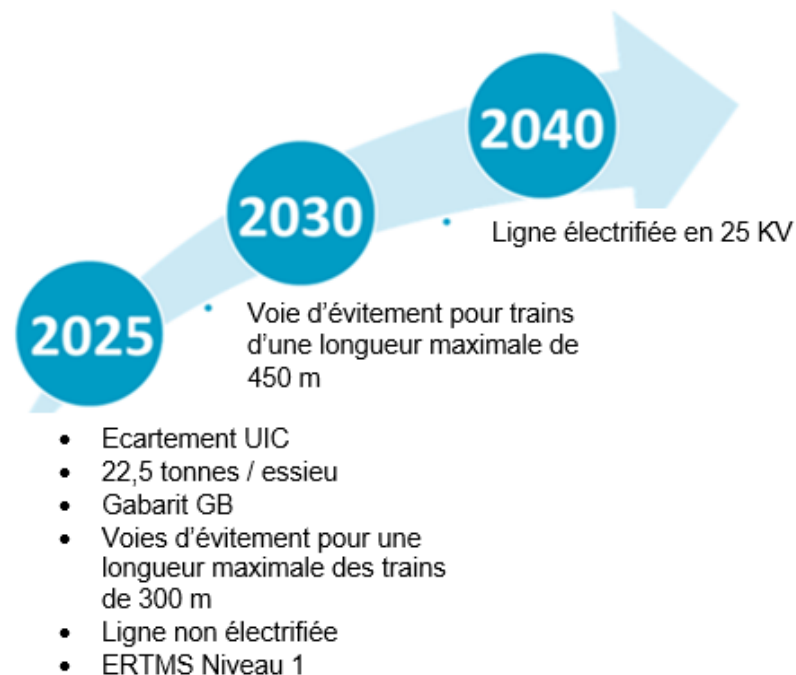 2040
Ligne électrifiée en 25 KV
2030
Voie d’évitement pour trains
d’une longueur maximale de
450 m
2025
• Ecartement UIC
• 22,5 tonnes / essieu
• Gabarit GB
• Voies d’évitement pour une
longueur maximale des trains
de 300 m
• Ligne non électrifiée
• ERTMS Niveau 1